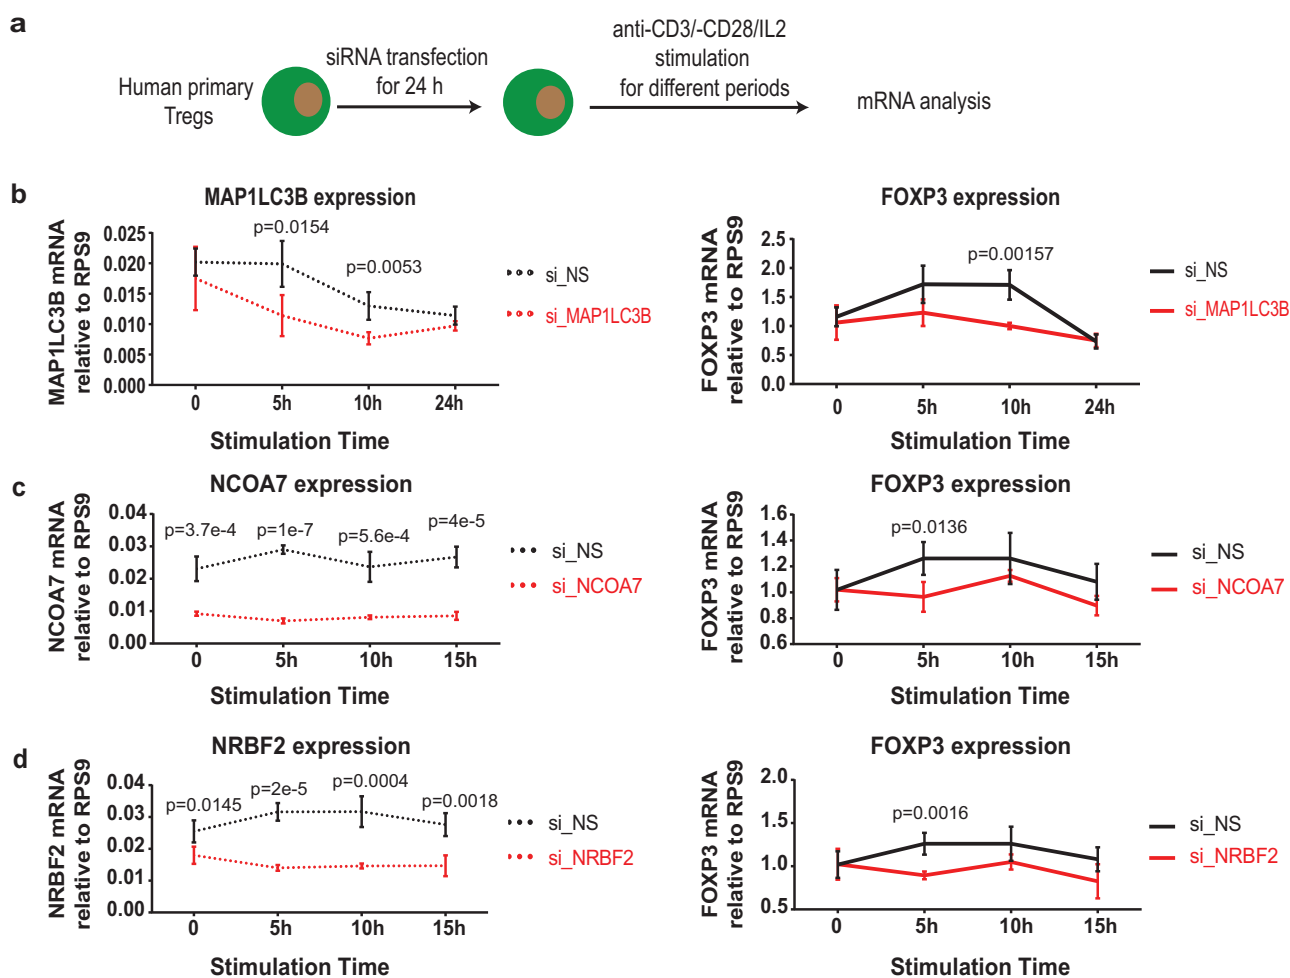 a
Human primary
Tregs
siRNA transfection
for 24 h
anti-CD3/-CD28/IL2
stimulation
for different periods
mRNA analysis
b
MAP1LC3B expression
MAP1LC3B mRNA
relative to RPS9
0.025
0.020
0.015
0.010
0.005
0.000
p=0.0154
p=0.0053
0 5h 10h 24h
Stimulation Time
si_NS
si_MAP1LC3B
FOXP3 expression
FOXP3 mRNA
relative to RPS9
2.5
2.0
1.5
1.0
0.5
0.0
p=0.00157
0 5h 10h 24h
Stimulation Time
si_NS
si_MAP1LC3B
c
NCOA7 expression
NCOA7 mRNA
relative to RPS9
0.04
0.03
0.02
0.01
0.00
p=3.7e-4 p=1e-7 p=5.6e-4 p=4e-5
0 5h 10h 15h
Stimulation Time
si_NS
si_NCOA7
FOXP3 expression
FOXP3 mRNA
relative to RPS9
1.6
1.4
1.2
1.0
0.8
0.6
p=0.0136
0 5h 10h 15h
Stimulation Time
si_NS
si_NCOA7
d
NRBF2 expression
NRBF2 mRNA
relative to RPS9
0.04
0.03
0.02
0.01
0.00
p=0.0145 p=2e-5 p=0.0004 p=0.0018
0 5h 10h 15h
Stimulation Time
si_NS
si_NRBF2
FOXP3 expression
FOXP3 mRNA
relative to RPS9
2.0
1.5
1.0
0.5
p=0.0016
0 5h 10h 15h
Stimulation Time
si_NS
si_NRBF2